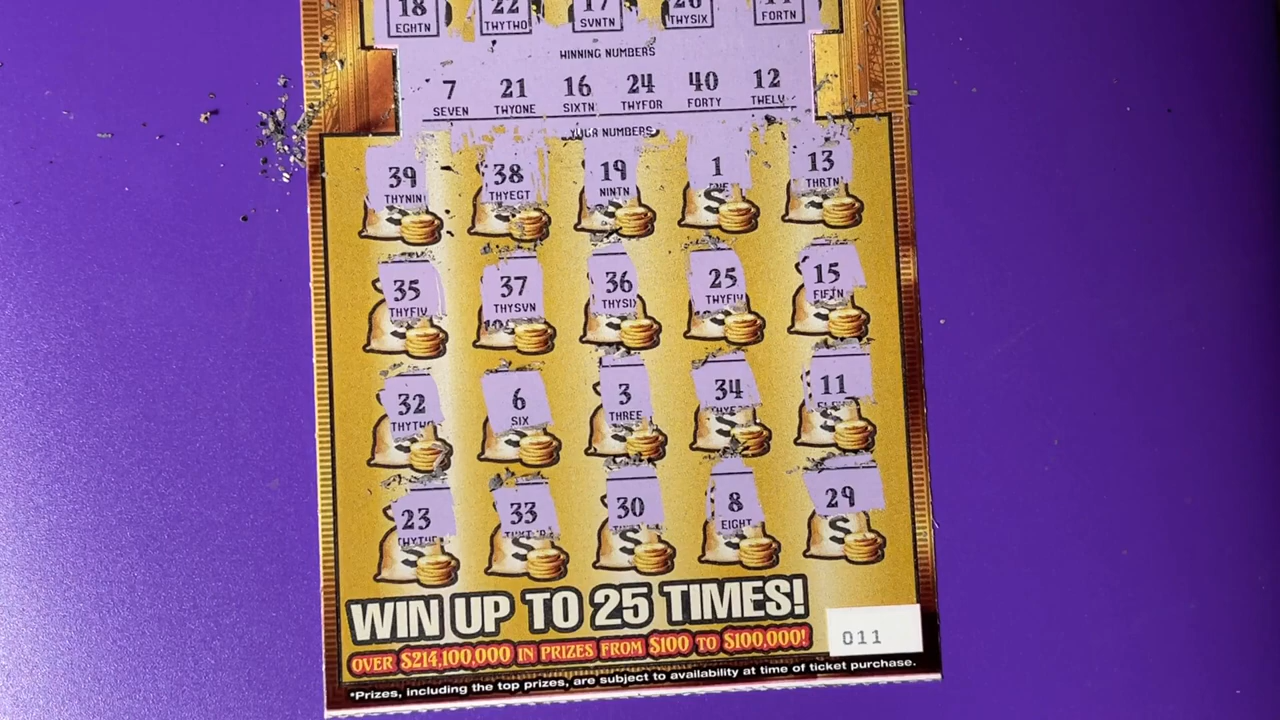 18 22 17 26
EGHTN THYTWO SVNTN THYSIX FORTN
WINNING NUMBERS
7 21 16 24 40 12
SEVEN THYONE SIXTN THYFOR FORTY THELV
YOUR NUMBERS
39 38 19 1 13
THYNIN THYEGT NINTN THRTN
35 37 36 25 15
THYFIV THYSVN THYSIX THYFIV FIFTN
32 6 3 34 11
THYTWO SIX THREE
23 33 30 8 29
EIGHT
WIN UP TO 25 TIMES!
OVER $214,100,000 IN PRIZES FROM $100 TO $100,000!
011
*Prizes, including the top prizes, are subject to availability at time of ticket purchase.